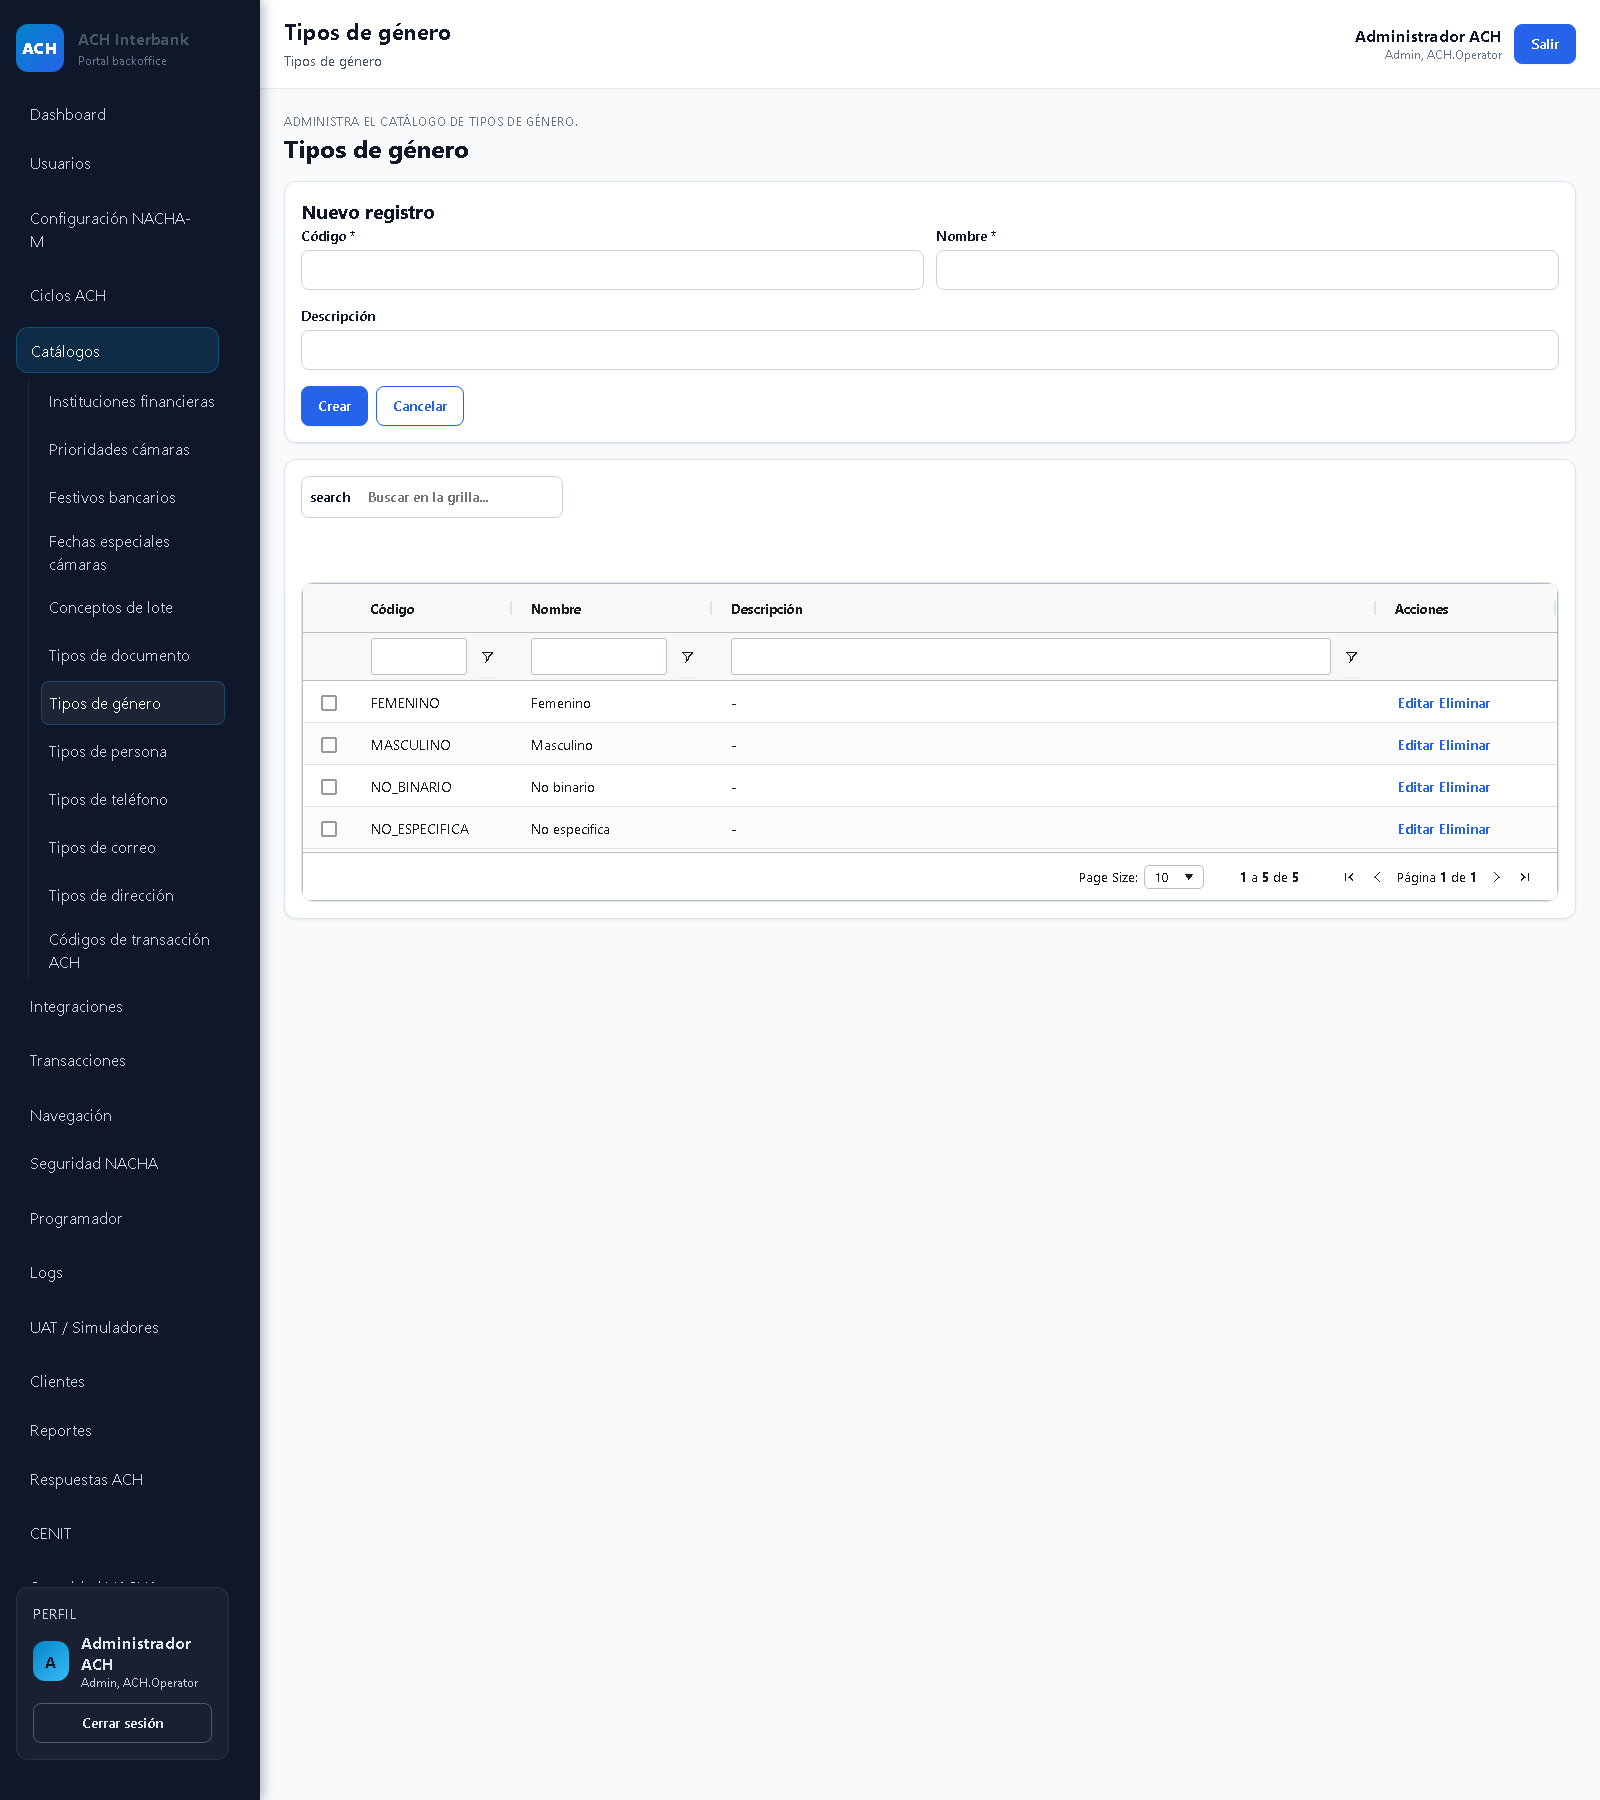 ACH
ACH Interbank
Portal backoffice
Dashboard
Usuarios
Configuración NACHA-
M
Ciclos ACH
Catálogos
Instituciones financieras
Prioridades cámaras
Festivos bancarios
Fechas especiales
cámaras
Conceptos de lote
Tipos de documento
Tipos de género
Tipos de persona
Tipos de teléfono
Tipos de correo
Tipos de dirección
Códigos de transacción
ACH
Integraciones
Transacciones
Navegación
Seguridad NACHA
Programador
Logs
UAT / Simuladores
Clientes
Reportes
Respuestas ACH
CENIT
PERFIL
A
Administrador
ACH
Admin, ACH.Operator
Cerrar sesión
Tipos de género
Tipos de género
Administrador ACH
Admin, ACH.Operator
Salir
ADMINISTRA EL CATÁLOGO DE TIPOS DE GÉNERO.
Tipos de género
Nuevo registro
Código * Nombre *
Descripción
Crear Cancelar
search Buscar en la grilla...
Código Nombre Descripción Acciones
FEMENINO Femenino - Editar Eliminar
MASCULINO Masculino - Editar Eliminar
NO_BINARIO No binario - Editar Eliminar
NO_ESPECIFICA No especifica - Editar Eliminar
Page Size: 10 1 a 5 de 5 Página 1 de 1